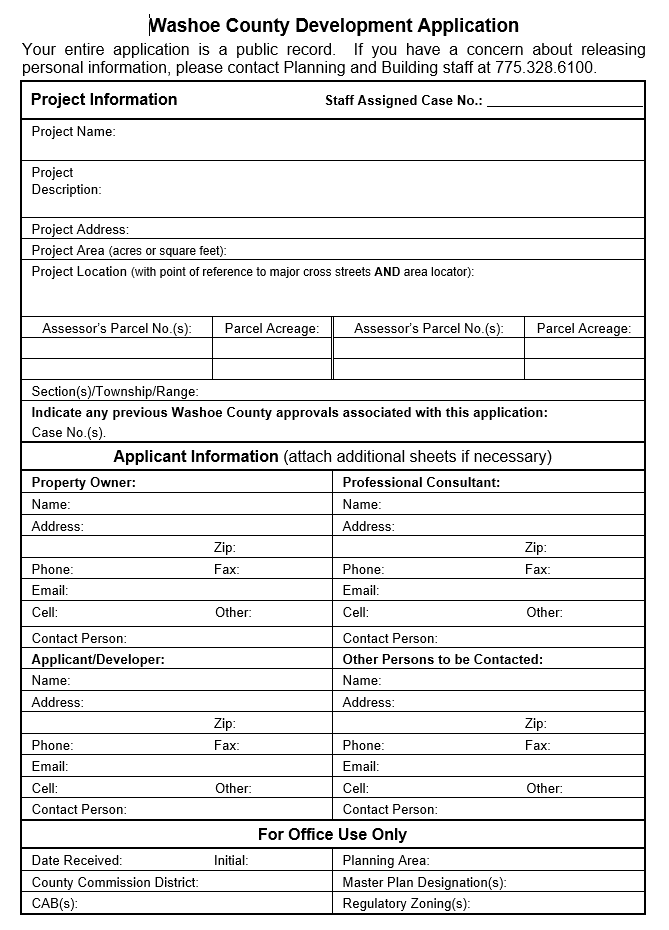 Washoe County Development Application
Your entire application is a public record. If you have a concern about releasing
personal information, please contact Planning and Building staff at 775.328.6100.
Project Information Staff Assigned Case No.: _______________
Project Name:
Project
Description:
Project Address:
Project Area (acres or square feet):
Project Location (with point of reference to major cross streets AND area locator):
Assessor's Parcel No.(s): Parcel Acreage: Assessor's Parcel No.(s): Parcel Acreage:
Section(s)/Township/Range:
Indicate any previous Washoe County approvals associated with this application:
Case No.(s).
Applicant Information (attach additional sheets if necessary)
Property Owner: Professional Consultant:
Name: Name:
Address: Address:
Zip: Zip:
Phone: Fax: Phone: Fax:
Email: Email:
Cell: Other: Cell: Other:
Contact Person: Contact Person:
Applicant/Developer: Other Persons to be Contacted:
Name: Name:
Address: Address:
Zip: Zip:
Phone: Fax: Phone: Fax:
Email: Email:
Cell: Other: Cell: Other:
Contact Person: Contact Person:
For Office Use Only
Date Received: Initial: Planning Area:
County Commission District: Master Plan Designation(s):
CAB(s): Regulatory Zoning(s):